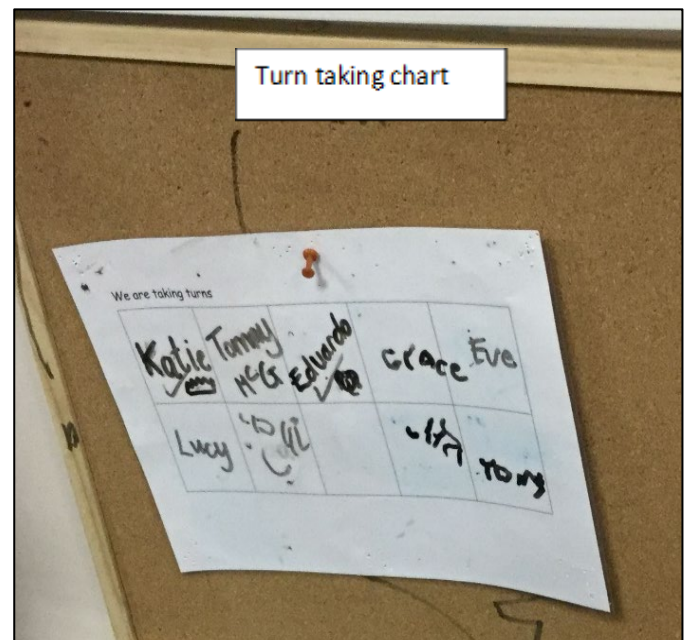 Turn taking chart
We are taking turns
Katie
Tommy
McG
Eduardo
Grace
Eve
Lucy
Tony